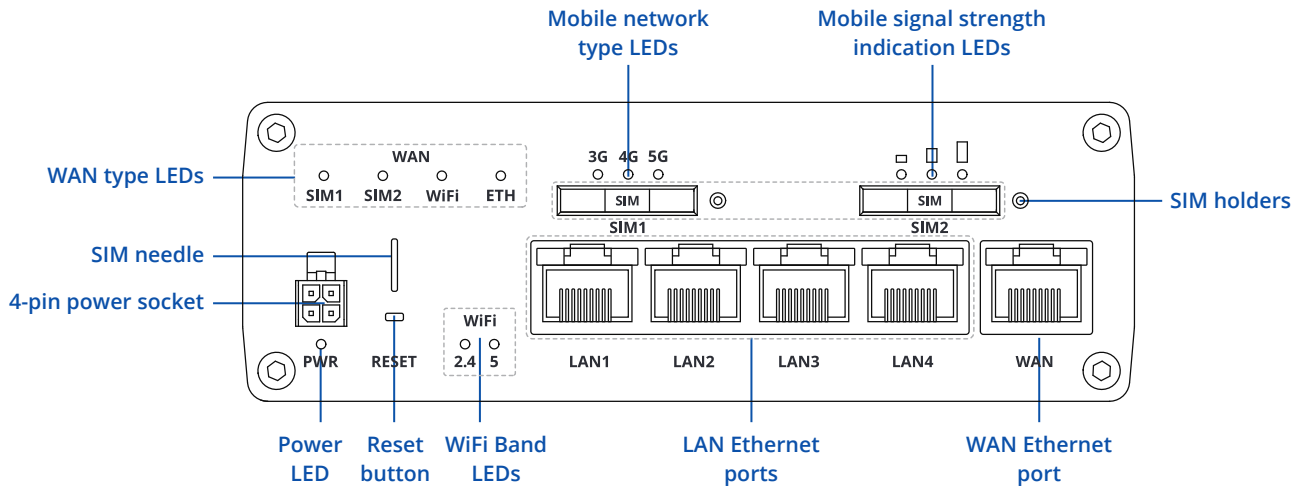 Mobile network
type LEDs
Mobile signal strength
indication LEDs
WAN type LEDs
WAN
SIM1 SIM2 WiFi ETH
3G 4G 5G
SIM
SIM1
SIM
SIM2
SIM holders
SIM needle
4-pin power socket
PWR
RESET
WiFi
2.4 5
LAN1 LAN2 LAN3 LAN4 WAN
Power
LED
Reset
button
WiFi Band
LEDs
LAN Ethernet
ports
WAN Ethernet
port